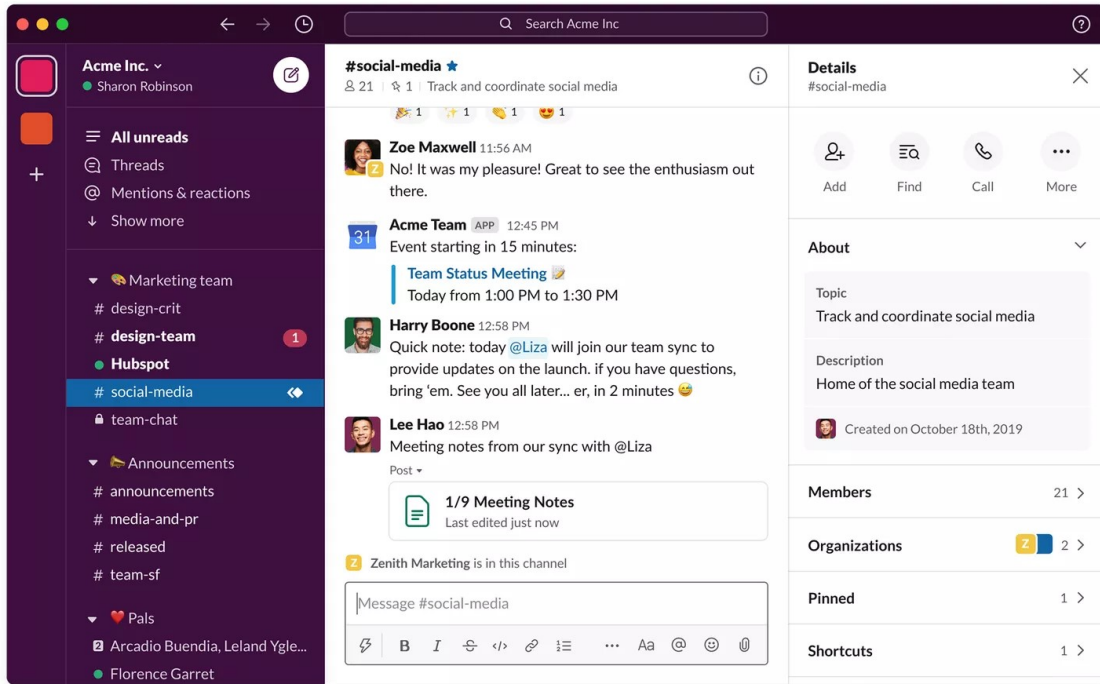 Search Acme Inc
Acme Inc.
Sharon Robinson
All unreads
Threads
Mentions & reactions
Show more
Marketing team
# design-crit
# design-team 1
Hubspot
# social-media
team-chat
Announcements
# announcements
# media-and-pr
# released
# team-sf
Pals
2 Arcadio Buendia, Leland Ygle...
Florence Garret
#social-media
21 | 1 | Track and coordinate social media
1 1 1 1
Zoe Maxwell 11:56 AM
Z
No! It was my pleasure! Great to see the enthusiasm out
there.
31
Acme Team APP 12:45 PM
Event starting in 15 minutes:
Team Status Meeting
Today from 1:00 PM to 1:30 PM
Harry Boone 12:58 PM
Quick note: today @Liza will join our team sync to
provide updates on the launch. if you have questions,
bring ‘em. See you all later... er, in 2 minutes 😅
Lee Hao 12:58 PM
Meeting notes from our sync with @Liza
Post
1/9 Meeting Notes
Last edited just now
Z Zenith Marketing is in this channel
Message #social-media
B I S </> ... Aa @
Details
#social-media
Add Find Call More
About
Topic
Track and coordinate social media
Description
Home of the social media team
Created on October 18th, 2019
Members 21
Organizations Z 2
Pinned 1
Shortcuts 1